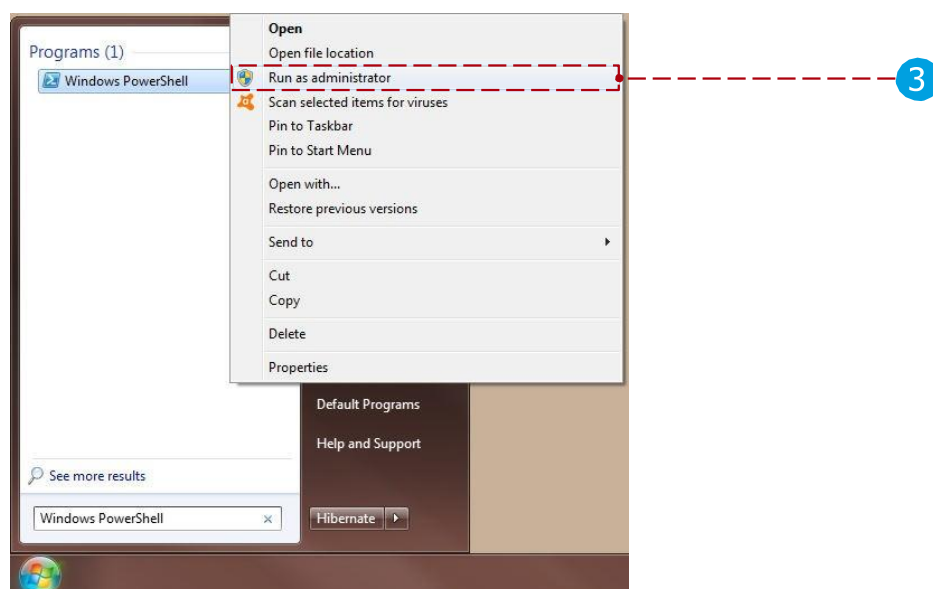 Programs (1)
Windows PowerShell
Open
Open file location
Run as administrator
3
Scan selected items for viruses
Pin to Taskbar
Pin to Start Menu
Open with...
Restore previous versions
Send to
Cut
Copy
Delete
Properties
Default Programs
Help and Support
See more results
Windows PowerShell
Hibernate